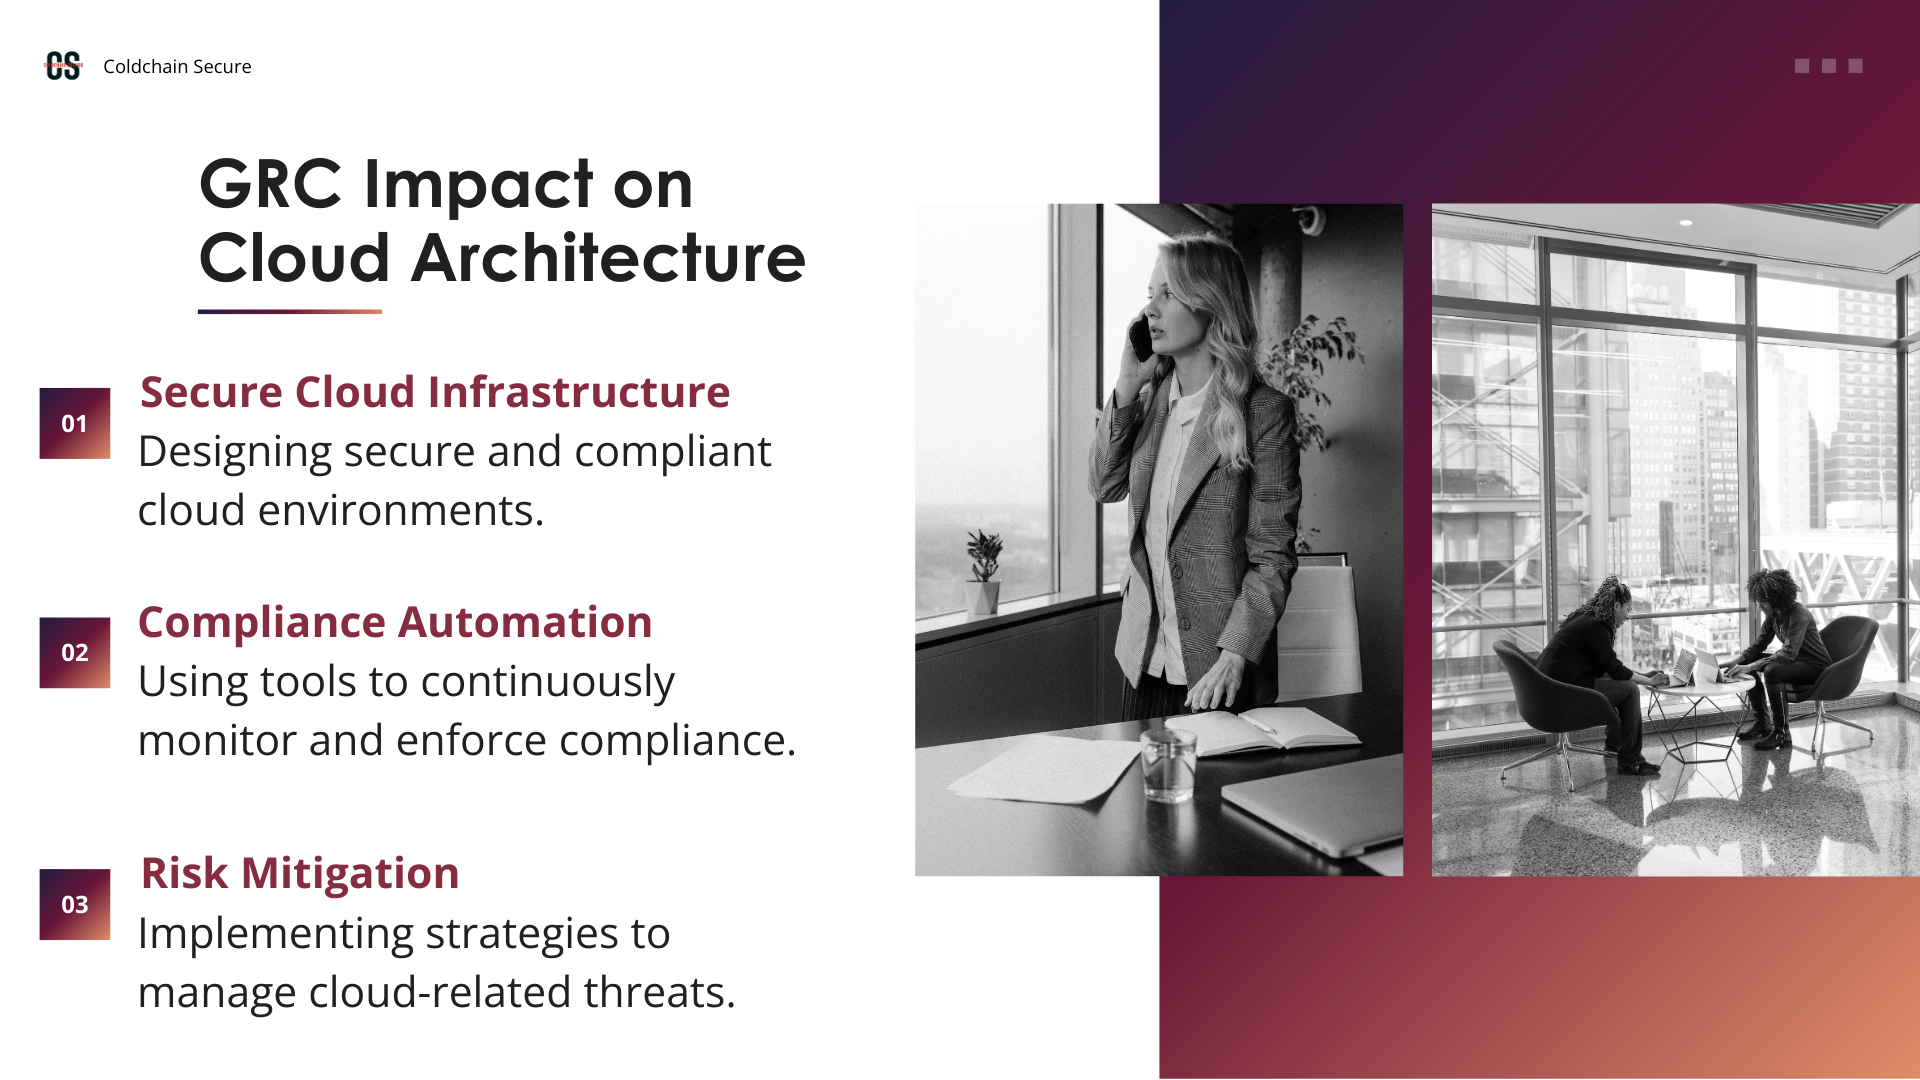 CS
Coldchain Secure
GRC Impact on
Cloud Architecture
01
Secure Cloud Infrastructure
Designing secure and compliant
cloud environments.
02
Compliance Automation
Using tools to continuously
monitor and enforce compliance.
03
Risk Mitigation
Implementing strategies to
manage cloud-related threats.